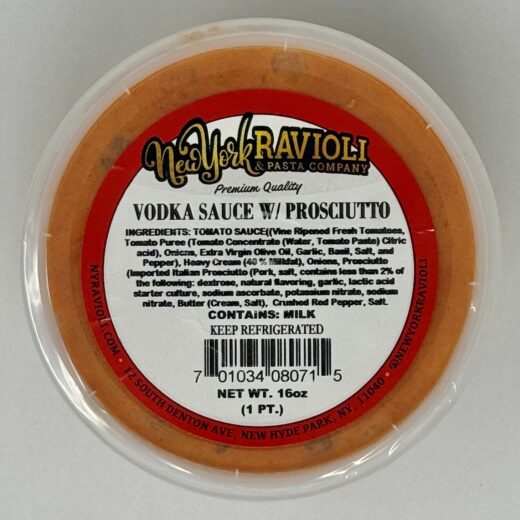 New York RAVIOLI
& PASTA COMPANY
Premium Quality
VODKA SAUCE W/ PROSCIUTTO
INGREDIENTS: TOMATO SAUCE((Vine Ripened Fresh Tomatoes,
Tomato Puree (Tomato Concentrate (Water, Tomato Paste) Citric
acid), Onions, Extra Virgin Olive Oil, Garlic, Basil, Salt, and
Pepper), Heavy Cream (40 % Milkfat), Onions, Prosciutto
(Imported Italian Prosciutto (Pork, salt, contains less than 2% of
the following: dextrose, natural flavoring, garlic, lactic acid
starter culture, sodium ascorbate, potassium nitrate, sodium
nitrate, Butter (Cream, Salt), Crushed Red Pepper, Salt.
CONTAINS: MILK
KEEP REFRIGERATED
7 01034 08071 5
NET WT. 16oz
(1 PT.)
NYRAVIOLI.COM • 12 SOUTH DENTON AVE, NEW HYDE PARK, NY, 11040 • @NEWYORKRAVIOLI